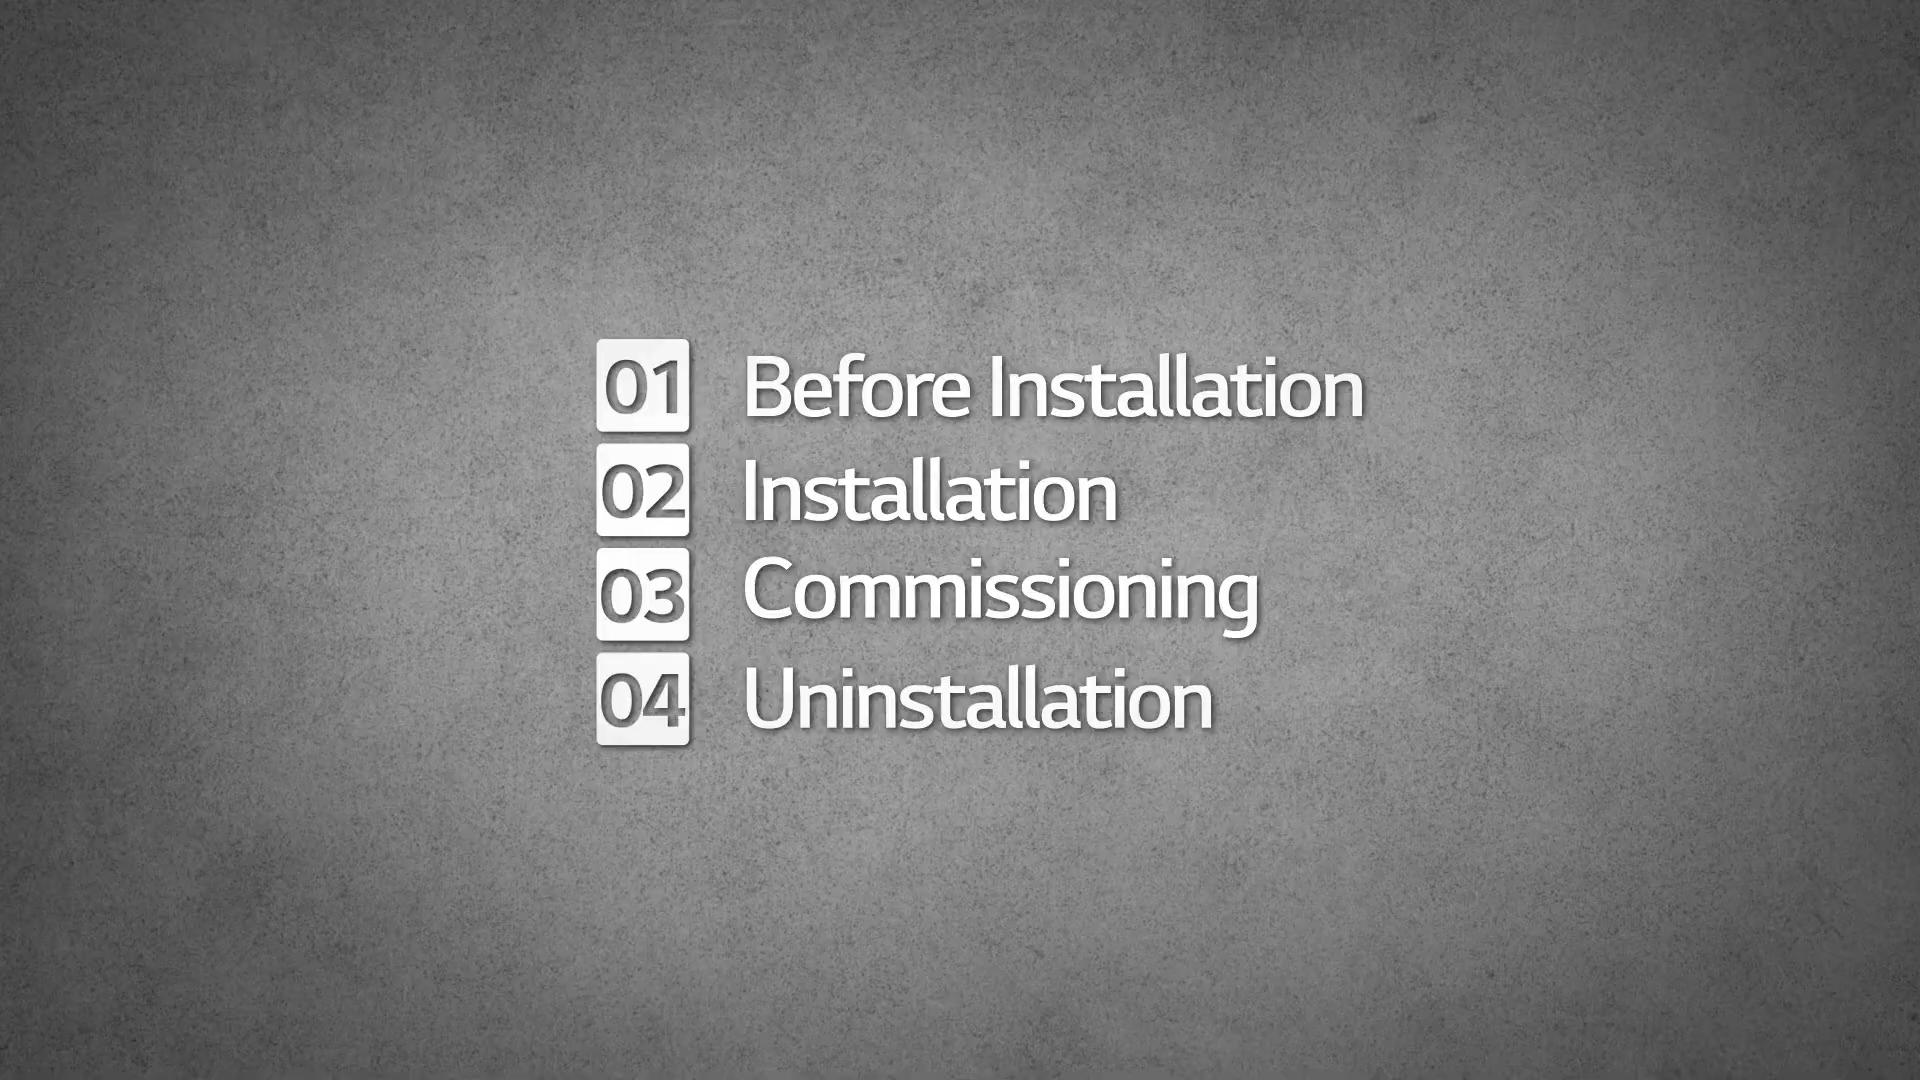 01 Before Installation
02 Installation
03 Commissioning
04 Uninstallation